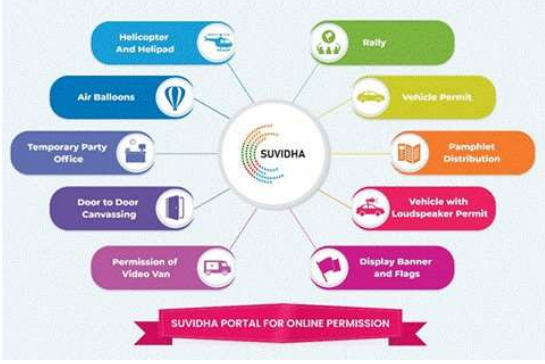 Helicopter
And Helipad
Rally
Air Balloons
Vehicle Permit
Temporary Party
Office
SUVIDHA
Pamphlet
Distribution
Door to Door
Canvassing
Vehicle with
Loudspeaker Permit
Permission of
Video Van
Display Banner
and Flags
SUVIDHA PORTAL FOR ONLINE PERMISSION